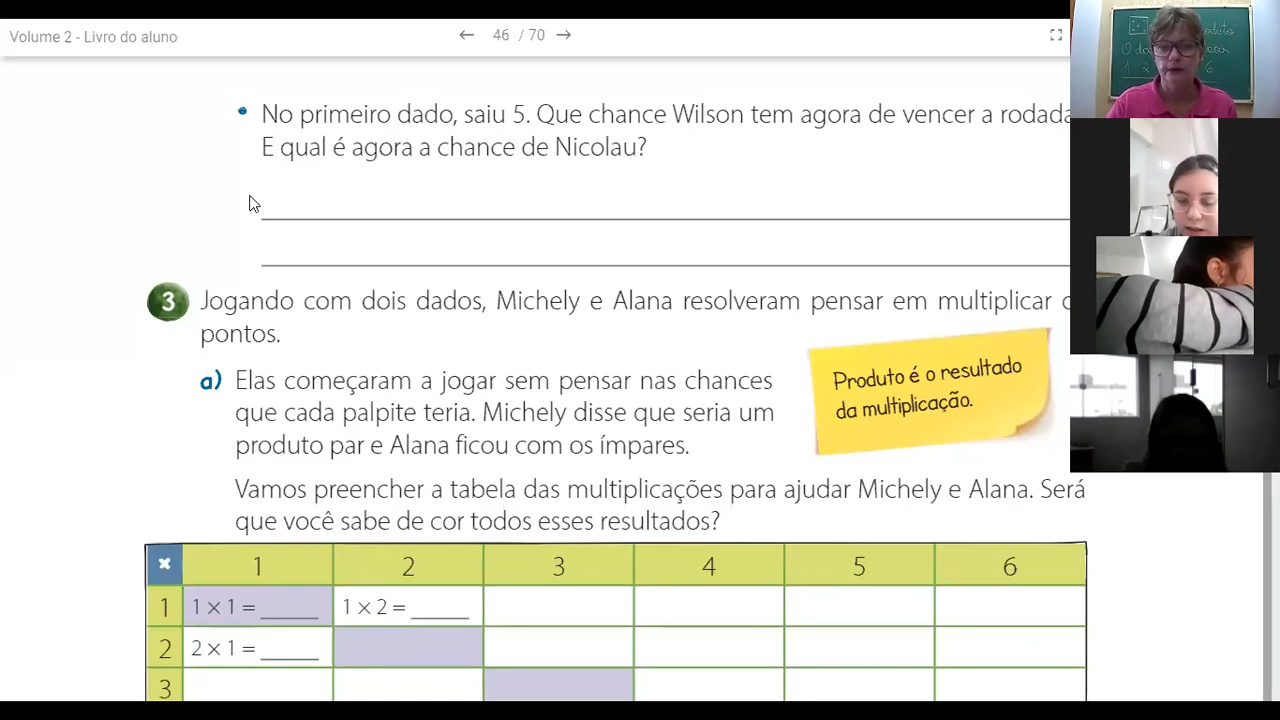 Volume 2 - Livro do aluno
46 / 70
No primeiro dado, saiu 5. Que chance Wilson tem agora de vencer a rodada
E qual é agora a chance de Nicolau?
3 Jogando com dois dados, Michely e Alana resolveram pensar em multiplicar
pontos.
a) Elas começaram a jogar sem pensar nas chances
que cada palpite teria. Michely disse que seria um
produto par e Alana ficou com os ímpares.
Produto é o resultado
da multiplicação.
Vamos preencher a tabela das multiplicações para ajudar Michely e Alana. Será
que você sabe de cor todos esses resultados?
× 1 2 3 4 5 6
1 1 × 1 = _____ 1 × 2 = _____
2 2 × 1 = _____
3